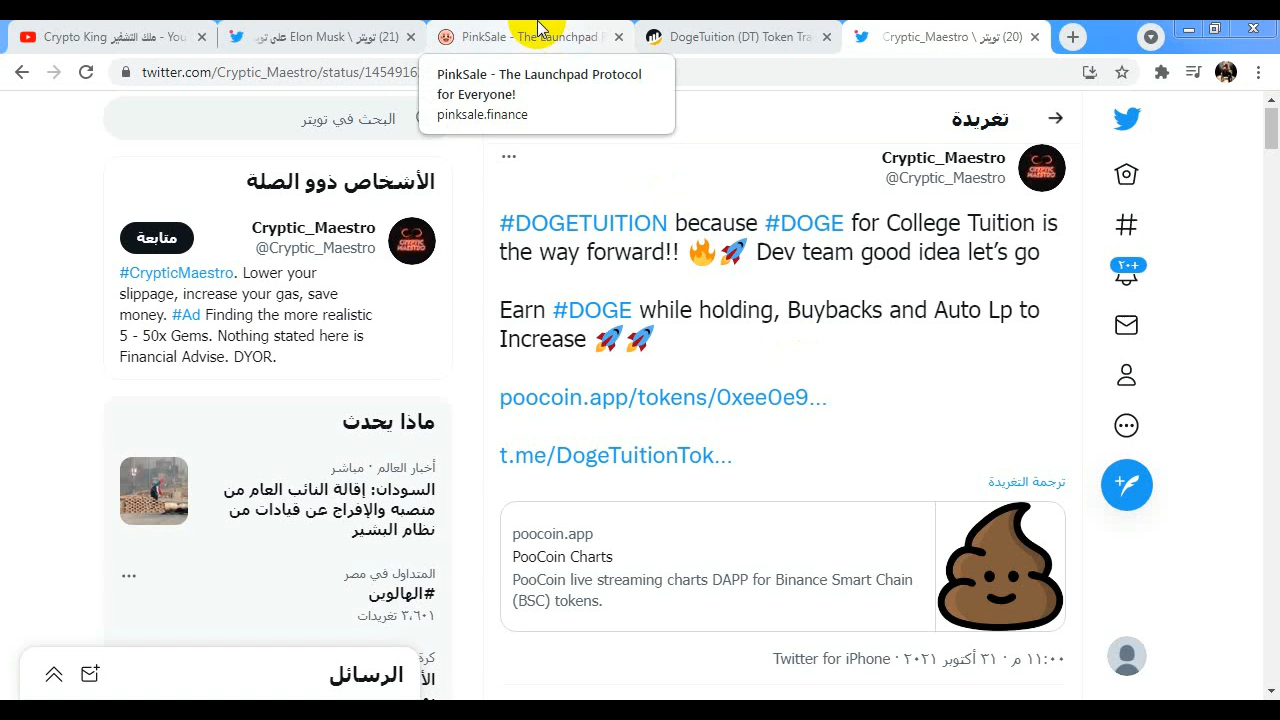 Crypto King ملك التشفير - You
(21) تويتر \ Elon Musk على توي
PinkSale - The Launchpad P
DogeTuition (DT) Token Tra
(20) تويتر \ Cryptic_Maestro
twitter.com/Cryptic_Maestro/status/1454916
PinkSale - The Launchpad Protocol
for Everyone!
pinksale.finance
البحث في تويتر
تغريدة
Cryptic_Maestro
@Cryptic_Maestro
#DOGETUITION because #DOGE for College Tuition is
the way forward!! 🔥🚀 Dev team good idea let's go
Earn #DOGE while holding, Buybacks and Auto Lp to
Increase 🚀🚀
poocoin.app/tokens/0xee0e9...
t.me/DogeTuitionTok...
ترجمة التغريدة
poocoin.app
PooCoin Charts
PooCoin live streaming charts DAPP for Binance Smart Chain
(BSC) tokens.
١١:٠٠ م · ٣١ أكتوبر ٢٠٢١ · Twitter for iPhone
الأشخاص ذوو الصلة
Cryptic_Maestro
@Cryptic_Maestro
متابعة
#CrypticMaestro. Lower your
slippage, increase your gas, save
money. #Ad Finding the more realistic
5 - 50x Gems. Nothing stated here is
Financial Advise. DYOR.
ماذا يحدث
أخبار العالم · مباشر
السودان: إقالة النائب العام من
منصبه والإفراج عن قيادات من
نظام البشير
المتداول في مصر
#الهالوين
٣٬٦٠١ تغريدات
الرسائل
٢٠+